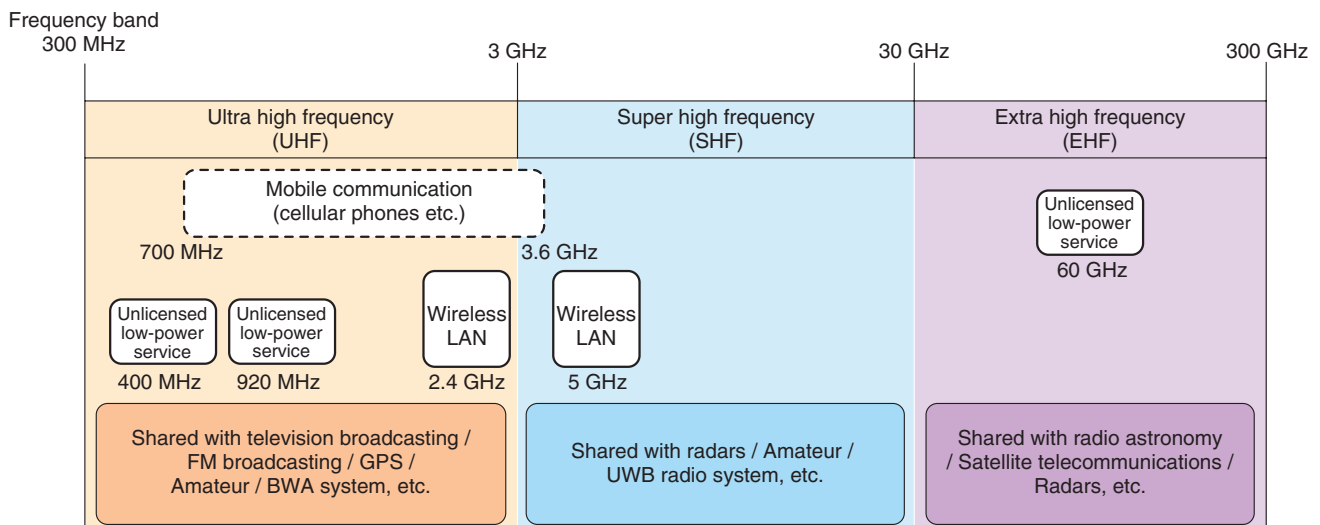 Frequency band
300 MHz
3 GHz
30 GHz
300 GHz
Ultra high frequency
(UHF)
Super high frequency
(SHF)
Extra high frequency
(EHF)
Mobile communication
(cellular phones etc.)
700 MHz
3.6 GHz
Unlicensed
low-power
service
60 GHz
Unlicensed
low-power
service
400 MHz
Unlicensed
low-power
service
920 MHz
Wireless
LAN
2.4 GHz
Wireless
LAN
5 GHz
Shared with television broadcasting /
FM broadcasting / GPS /
Amateur / BWA system, etc.
Shared with radars / Amateur /
UWB radio system, etc.
Shared with radio astronomy
/ Satellite telecommunications /
Radars, etc.